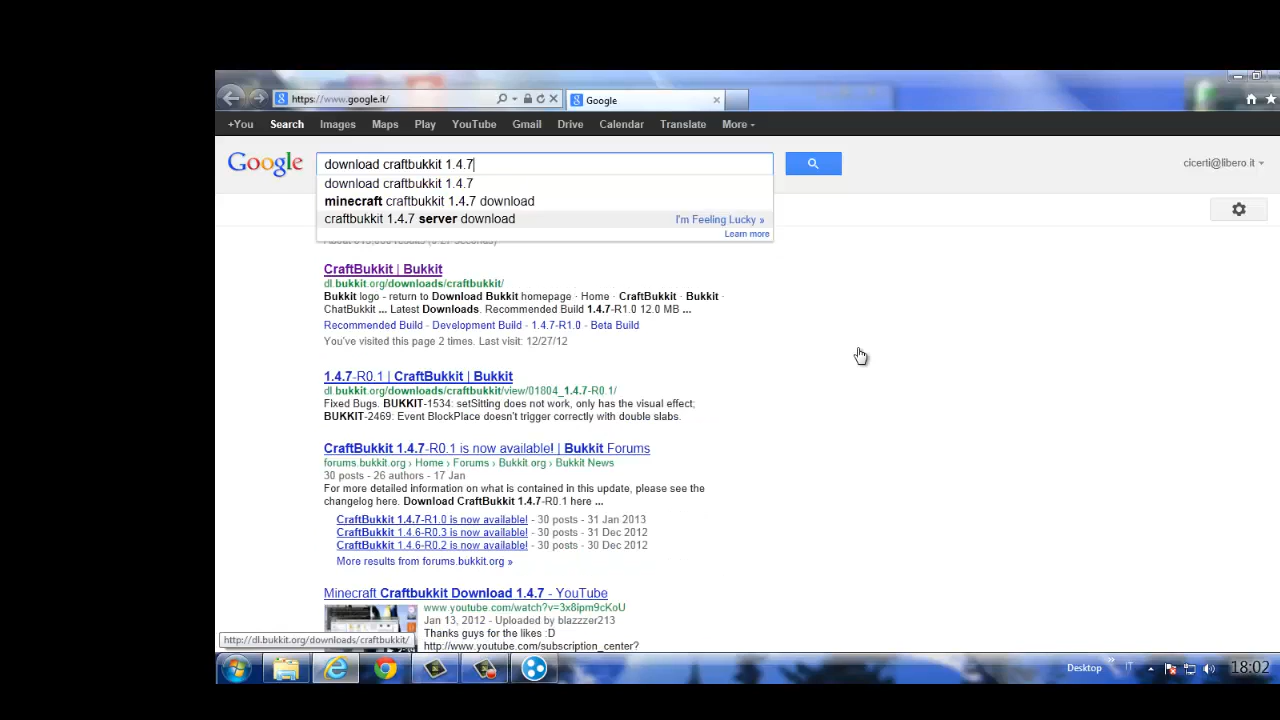 https://www.google.it/
Google
+You Search Images Maps Play YouTube Gmail Drive Calendar Translate More
Google
download craftbukkit 1.4.7
cicerti@libero.it
download craftbukkit 1.4.7
minecraft craftbukkit 1.4.7 download
craftbukkit 1.4.7 server download
I'm Feeling Lucky »
Learn more
CraftBukkit | Bukkit
dl.bukkit.org/downloads/craftbukkit/
Bukkit logo - return to Download Bukkit homepage · Home · CraftBukkit · Bukkit ·
ChatBukkit ... Latest Downloads. Recommended Build 1.4.7-R1.0 12.0 MB ...
Recommended Build - Development Build - 1.4.7-R1.0 - Beta Build
You've visited this page 2 times. Last visit: 12/27/12
1.4.7-R0.1 | CraftBukkit | Bukkit
dl.bukkit.org/downloads/craftbukkit/view/01804_1.4.7-R0.1/
Fixed Bugs. BUKKIT-1534: setSitting does not work, only has the visual effect;
BUKKIT-2469: Event BlockPlace doesn't trigger correctly with double slabs.
CraftBukkit 1.4.7-R0.1 is now available! | Bukkit Forums
forums.bukkit.org › Home › Forums › Bukkit.org › Bukkit News
30 posts - 26 authors - 17 Jan
For more detailed information on what is contained in this update, please see the
changelog here. Download CraftBukkit 1.4.7-R0.1 here ...
CraftBukkit 1.4.7-R1.0 is now available! - 30 posts - 31 Jan 2013
CraftBukkit 1.4.6-R0.3 is now available! - 30 posts - 31 Dec 2012
CraftBukkit 1.4.6-R0.2 is now available! - 30 posts - 30 Dec 2012
More results from forums.bukkit.org »
Minecraft Craftbukkit Download 1.4.7 - YouTube
www.youtube.com/watch?v=3x8ipm9cKoU
Jan 13, 2012 - Uploaded by blazzzer213
Thanks guys for the likes :D
http://www.youtube.com/subscription_center?
http://dl.bukkit.org/downloads/craftbukkit/
Desktop
IT
18:02